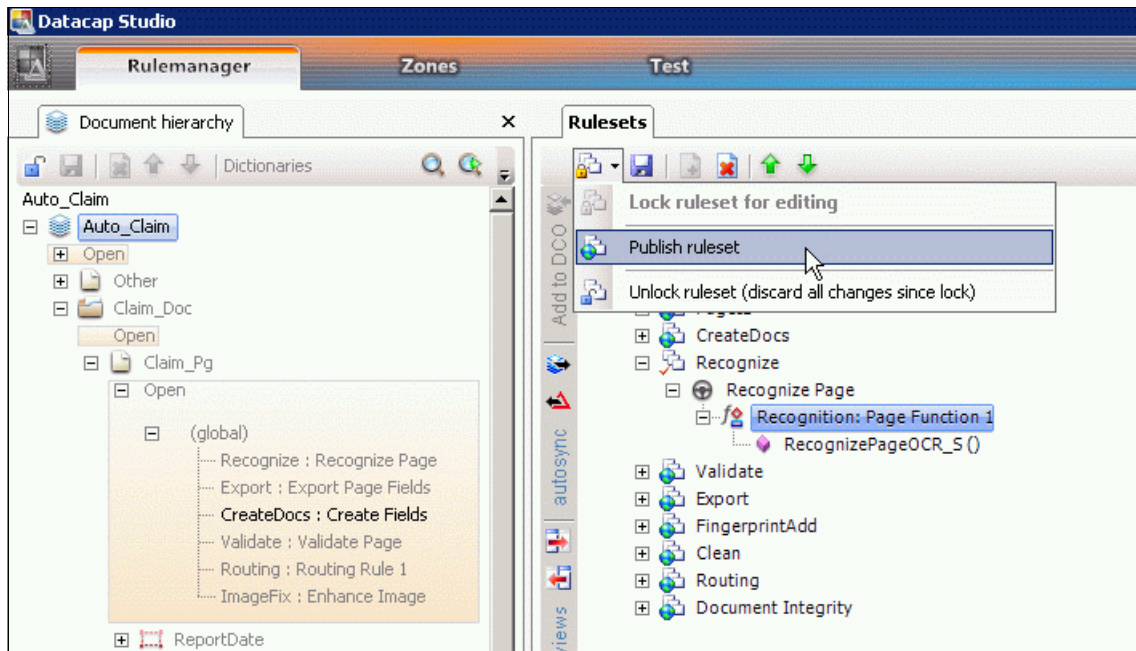 Datacap Studio
Rulemanager
Zones
Test
Document hierarchy
Dictionaries
Auto_Claim
Auto_Claim
Open
Other
Claim_Doc
Open
Claim_Pg
Open
(global)
Recognize : Recognize Page
Export : Export Page Fields
CreateDocs : Create Fields
Validate : Validate Page
Routing : Routing Rule 1
ImageFix : Enhance Image
ReportDate
Rulesets
Lock ruleset for editing
Publish ruleset
Unlock ruleset (discard all changes since lock)
Add to DCO
autosync
views
CreateDocs
Recognize
Recognize Page
Recognition: Page Function 1
RecognizePageOCR_S ()
Validate
Export
FingerprintAdd
Clean
Routing
Document Integrity